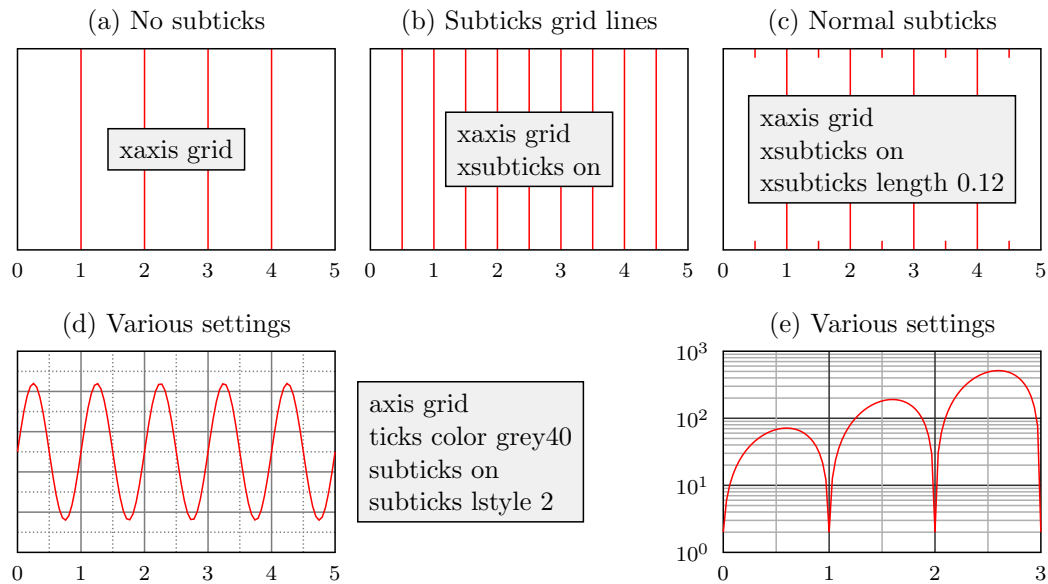 (a) No subticks
xaxis grid
0 1 2 3 4 5
(b) Subticks grid lines
xaxis grid
xsubticks on
0 1 2 3 4 5
(c) Normal subticks
xaxis grid
xsubticks on
xsubticks length 0.12
0 1 2 3 4 5
(d) Various settings
0 1 2 3 4 5
axis grid
ticks color grey40
subticks on
subticks lstyle 2
(e) Various settings
10³
10²
10¹
10⁰
0 1 2 3